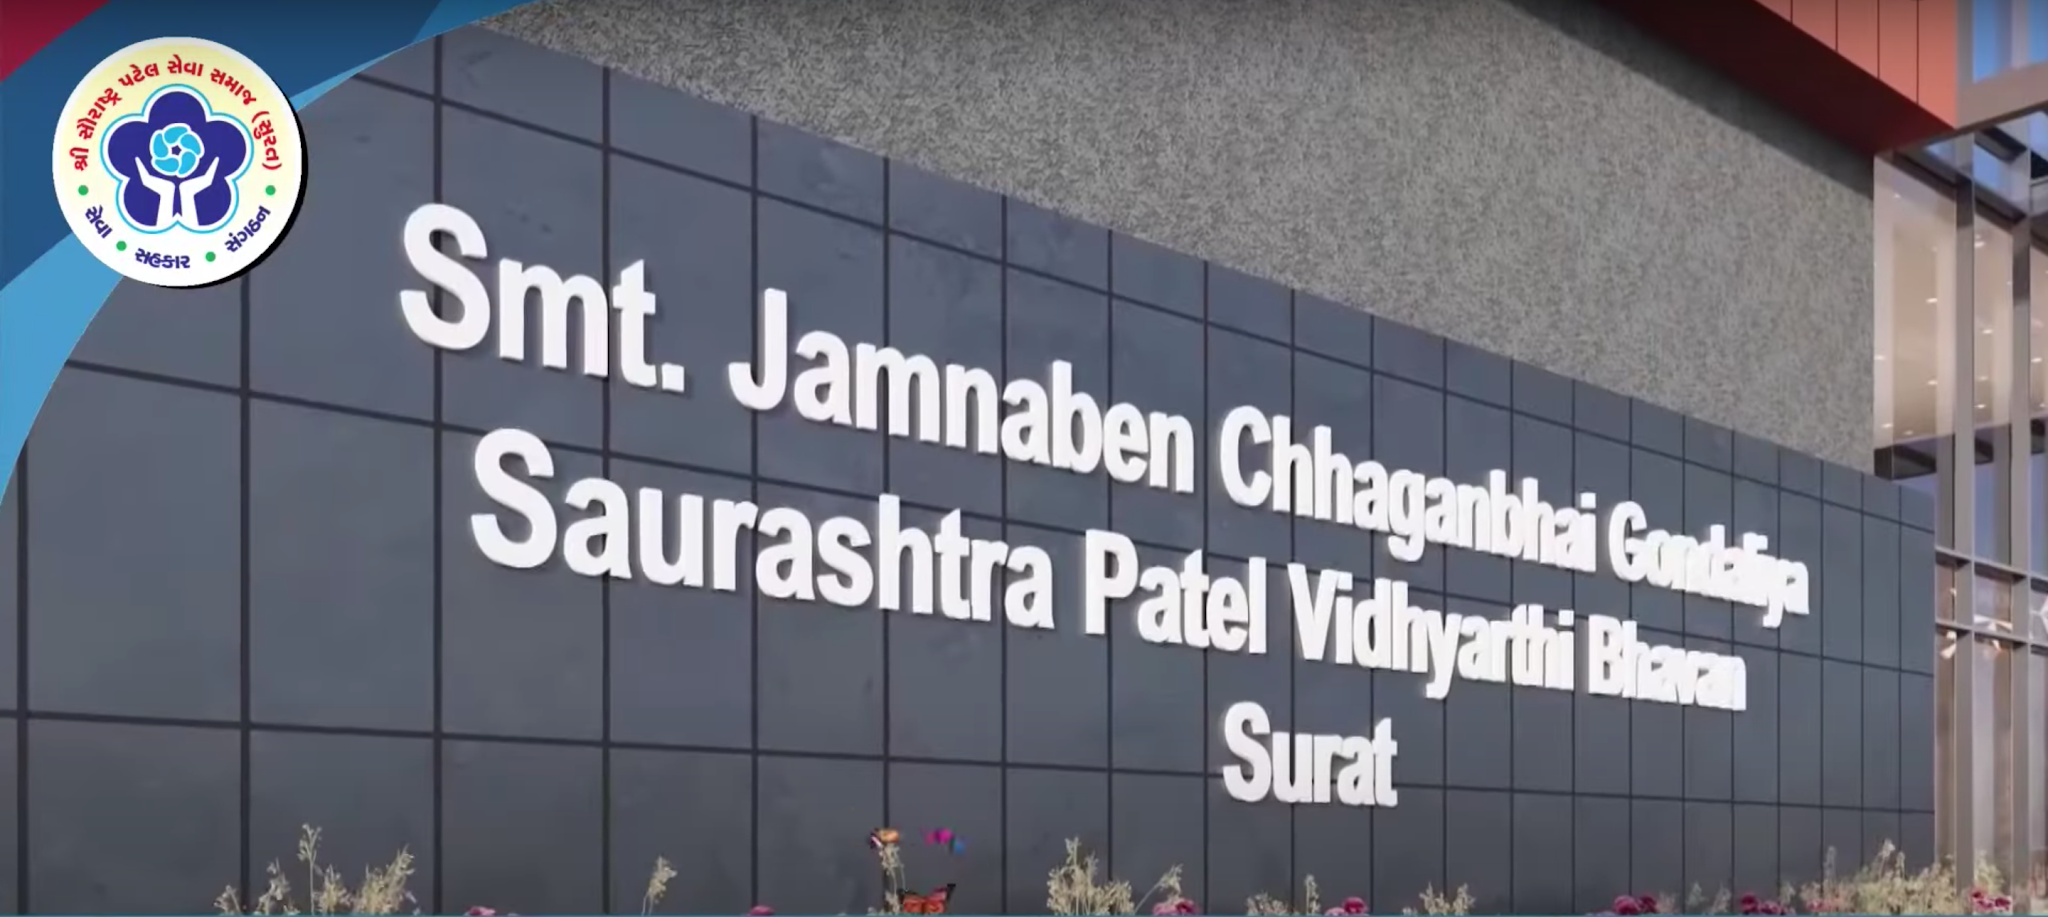 શ્રી સૌરાષ્ટ્ર પટેલ સેવા સમાજ (સુરત)
સેવા • સહકાર • સંગઠન
Smt. Jamnaben Chhaganbhai Gondaliya
Saurashtra Patel Vidhyarthi Bhavan
Surat